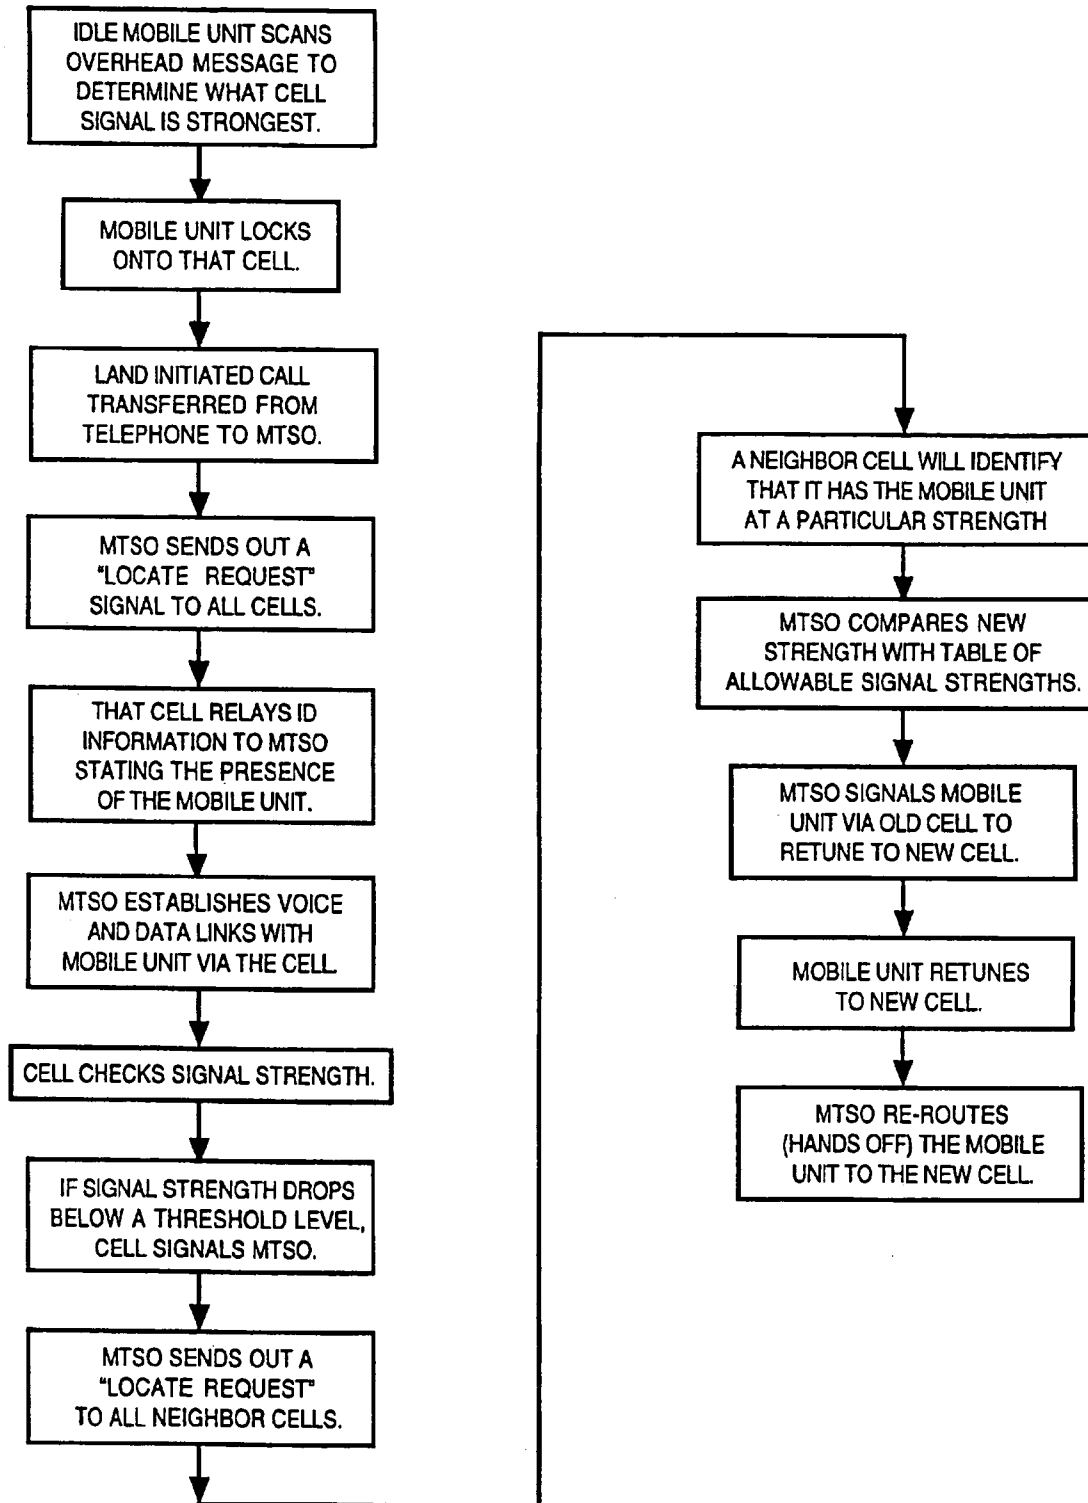 IDLE MOBILE UNIT SCANS
OVERHEAD MESSAGE TO
DETERMINE WHAT CELL
SIGNAL IS STRONGEST.
MOBILE UNIT LOCKS
ONTO THAT CELL.
LAND INITIATED CALL
TRANSFERRED FROM
TELEPHONE TO MTSO.
MTSO SENDS OUT A
"LOCATE REQUEST"
SIGNAL TO ALL CELLS.
THAT CELL RELAYS ID
INFORMATION TO MTSO
STATING THE PRESENCE
OF THE MOBILE UNIT.
MTSO ESTABLISHES VOICE
AND DATA LINKS WITH
MOBILE UNIT VIA THE CELL.
CELL CHECKS SIGNAL STRENGTH.
IF SIGNAL STRENGTH DROPS
BELOW A THRESHOLD LEVEL,
CELL SIGNALS MTSO.
MTSO SENDS OUT A
"LOCATE REQUEST"
TO ALL NEIGHBOR CELLS.
A NEIGHBOR CELL WILL IDENTIFY
THAT IT HAS THE MOBILE UNIT
AT A PARTICULAR STRENGTH
MTSO COMPARES NEW
STRENGTH WITH TABLE OF
ALLOWABLE SIGNAL STRENGTHS.
MTSO SIGNALS MOBILE
UNIT VIA OLD CELL TO
RETUNE TO NEW CELL.
MOBILE UNIT RETUNES
TO NEW CELL.
MTSO RE-ROUTES
(HANDS OFF) THE MOBILE
UNIT TO THE NEW CELL.